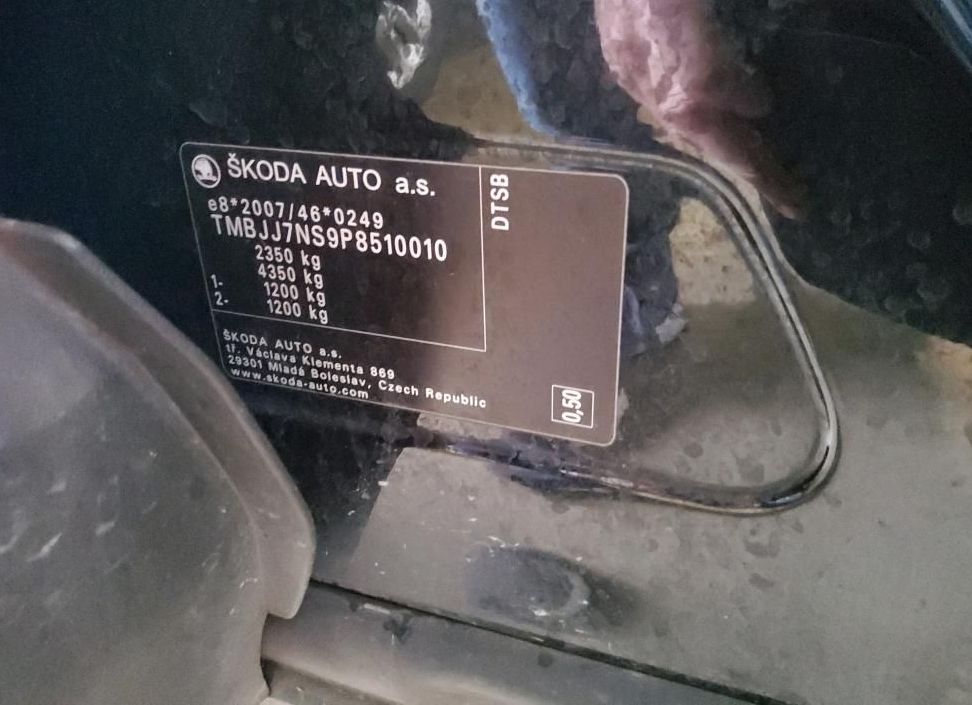 ŠKODA AUTO a.s.
e8*2007/46*0249
TMBJJ7NS9P8510010
2350 kg
4350 kg
1- 1200 kg
2- 1200 kg
DTSB
ŠKODA AUTO a.s.
tř. Václava Klementa 869
29301 Mladá Boleslav, Czech Republic
www.skoda-auto.com
0,50